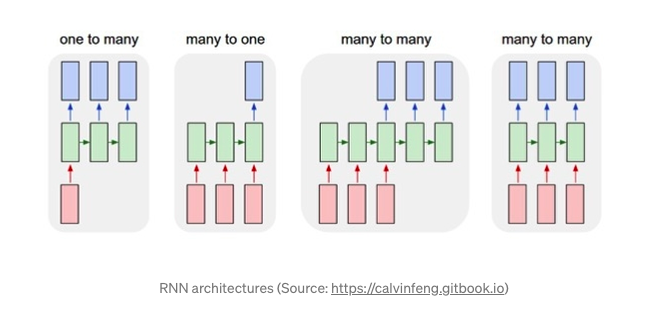 one to many
many to one
many to many
many to many
RNN architectures (Source: https://calvinfeng.gitbook.io)